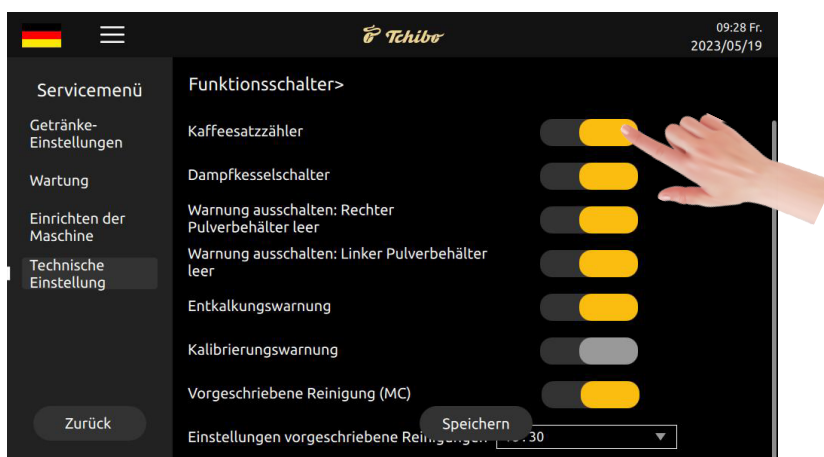 Tchibo
09:28 Fr.
2023/05/19
Servicemenü
Getränke-
Einstellungen
Wartung
Einrichten der
Maschine
Technische
Einstellung
Zurück
Funktionsschalter>
Kaffeesatzzähler
Dampfkesselschalter
Warnung ausschalten: Rechter
Pulverbehälter leer
Warnung ausschalten: Linker Pulverbehälter
leer
Entkalkungswarnung
Kalibrierungswarnung
Vorgeschriebene Reinigung (MC)
Speichern
Einstellungen vorgeschriebene